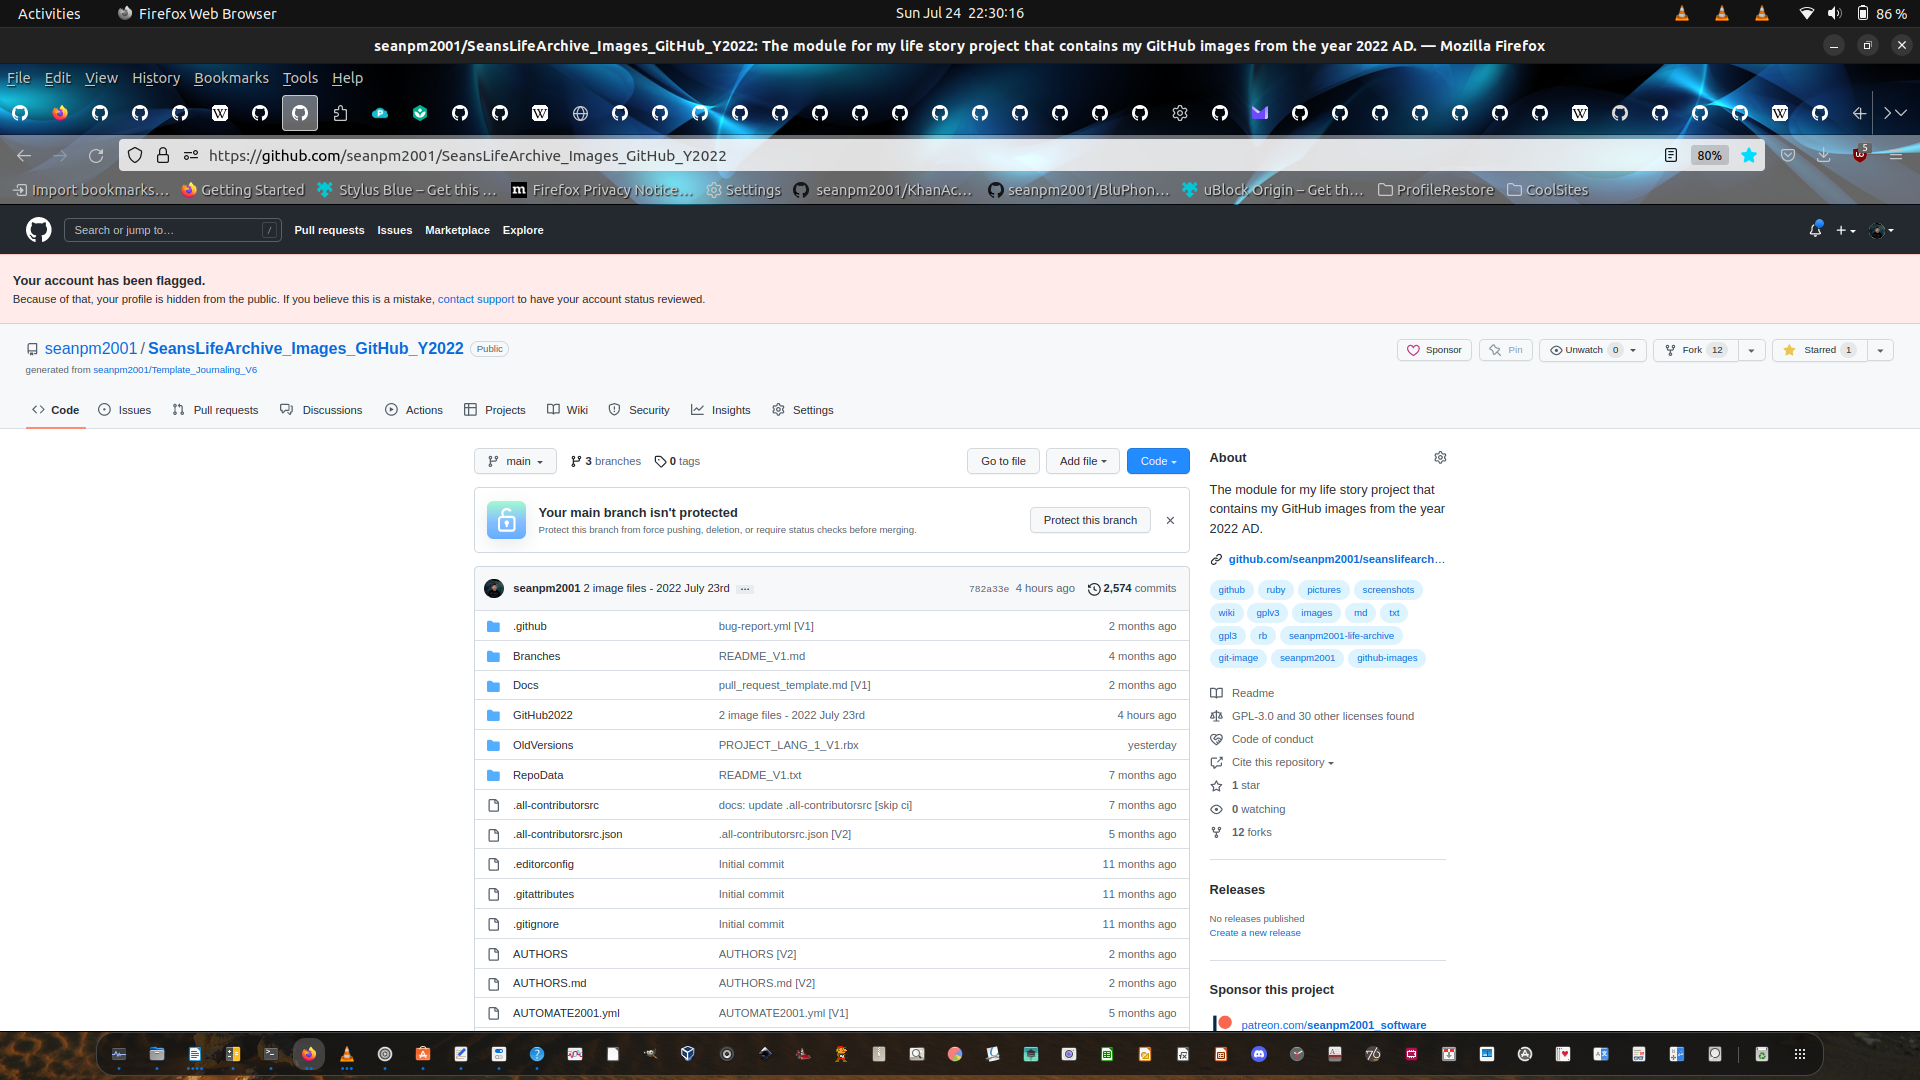 Activities
Firefox Web Browser
Sun Jul 24 22:30:16
86 %
seanpm2001/SeansLifeArchive_Images_GitHub_Y2022: The module for my life story project that contains my GitHub images from the year 2022 AD. — Mozilla Firefox
File Edit View History Bookmarks Tools Help
https://github.com/seanpm2001/SeansLifeArchive_Images_GitHub_Y2022
80%
5
Import bookmarks… Getting Started Stylus Blue – Get this … Firefox Privacy Notice… Settings seanpm2001/KhanAc… seanpm2001/BluPhon… uBlock Origin – Get th… ProfileRestore CoolSites
Search or jump to… /
Pull requests Issues Marketplace Explore
Your account has been flagged.
Because of that, your profile is hidden from the public. If you believe this is a mistake, contact support to have your account status reviewed.
seanpm2001 / SeansLifeArchive_Images_GitHub_Y2022 Public
Sponsor Pin Unwatch 0 Fork 12 Starred 1
generated from seanpm2001/Template_Journaling_V6
Code Issues Pull requests Discussions Actions Projects Wiki Security Insights Settings
main 3 branches 0 tags
Go to file Add file Code
Your main branch isn't protected
Protect this branch from force pushing, deletion, or require status checks before merging.
Protect this branch
seanpm2001 2 image files - 2022 July 23rd … 782a33e 4 hours ago 2,574 commits
.github bug-report.yml [V1] 2 months ago
Branches README_V1.md 4 months ago
Docs pull_request_template.md [V1] 2 months ago
GitHub2022 2 image files - 2022 July 23rd 4 hours ago
OldVersions PROJECT_LANG_1_V1.rbx yesterday
RepoData README_V1.txt 7 months ago
.all-contributorsrc docs: update .all-contributorsrc [skip ci] 7 months ago
.all-contributorsrc.json .all-contributorsrc.json [V2] 5 months ago
.editorconfig Initial commit 11 months ago
.gitattributes Initial commit 11 months ago
.gitignore Initial commit 11 months ago
AUTHORS AUTHORS [V2] 2 months ago
AUTHORS.md AUTHORS.md [V2] 2 months ago
AUTOMATE2001.yml AUTOMATE2001.yml [V1] 5 months ago
About
The module for my life story project that
contains my GitHub images from the year
2022 AD.
github.com/seanpm2001/seanslifearch…
github ruby pictures screenshots
wiki gplv3 images md txt
gpl3 rb seanpm2001-life-archive
git-image seanpm2001 github-images
Readme
GPL-3.0 and 30 other licenses found
Code of conduct
Cite this repository
1 star
0 watching
12 forks
Releases
No releases published
Create a new release
Sponsor this project
patreon.com/seanpm2001_software